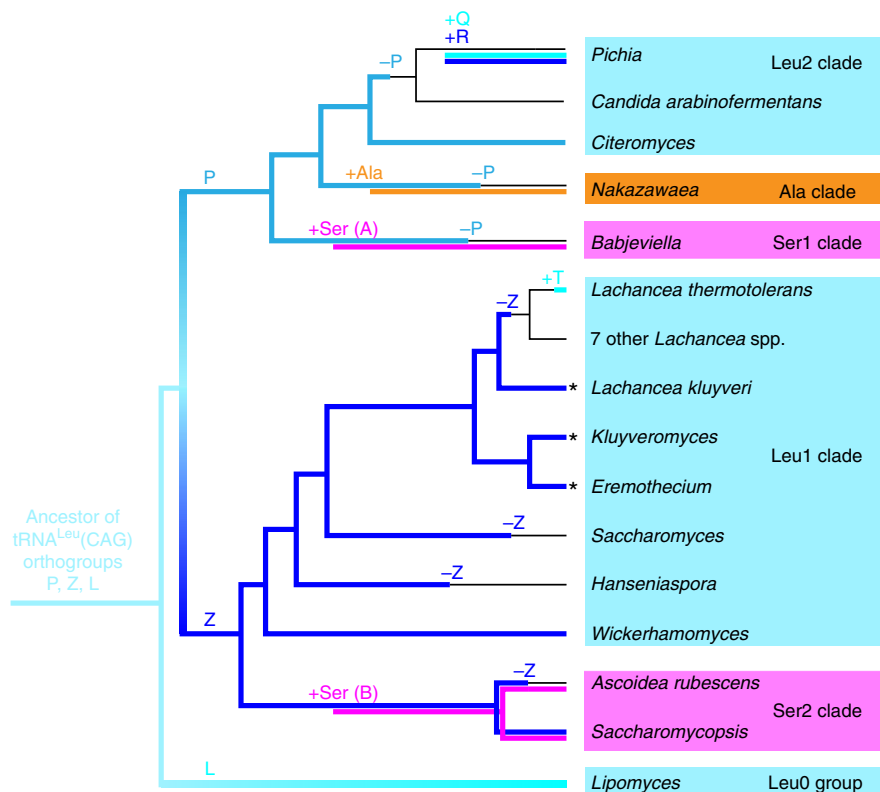 +Q
+R
–P
Pichia
Leu2 clade
Candida arabinofermentans
Citeromyces
P
+Ala
–P
Nakazawaea
Ala clade
+Ser (A)
–P
Babjeviella
Ser1 clade
+T
–Z
Lachancea thermotolerans
7 other Lachancea spp.
* Lachancea kluyveri
* Kluyveromyces
Leu1 clade
* Eremothecium
Ancestor of
tRNA^Leu(CAG)
orthogroups
P, Z, L
–Z
Saccharomyces
–Z
Hanseniaspora
Z
Wickerhamomyces
–Z
Ascoidea rubescens
+Ser (B)
Ser2 clade
Saccharomycopsis
L
Lipomyces
Leu0 group